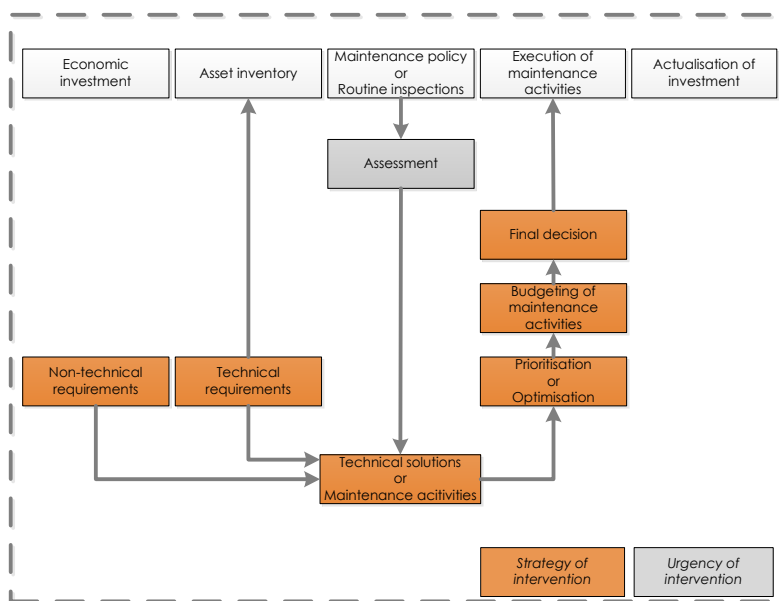 Economic
investment
Asset inventory
Maintenance policy
or
Routine inspections
Execution of
maintenance
activities
Actualisation of
investment
Assessment
Final decision
Budgeting of
maintenance
activities
Non-technical
requirements
Technical
requirements
Prioritisation
or
Optimisation
Technical solutions
or
Maintenance acitivities
Strategy of
intervention
Urgency of
intervention